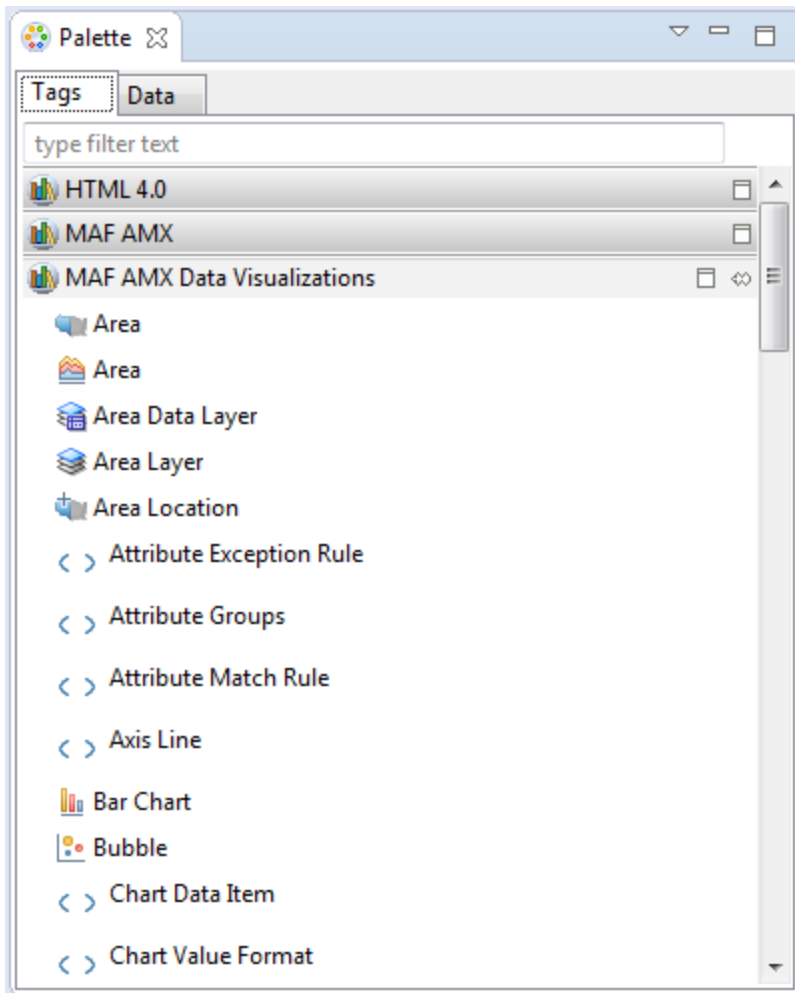 Palette
Tags
Data
type filter text
HTML 4.0
MAF AMX
MAF AMX Data Visualizations
Area
Area
Area Data Layer
Area Layer
Area Location
Attribute Exception Rule
Attribute Groups
Attribute Match Rule
Axis Line
Bar Chart
Bubble
Chart Data Item
Chart Value Format